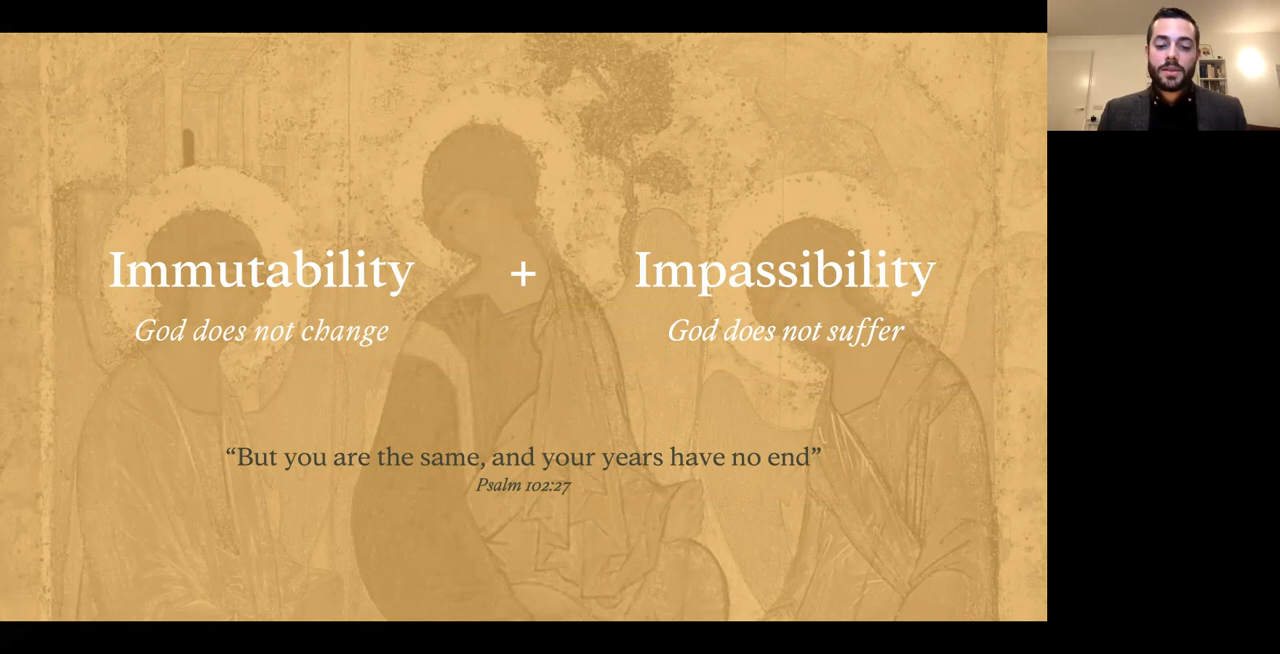 Immutability + Impassibility
God does not change
God does not suffer
“But you are the same, and your years have no end”
Psalm 102:27